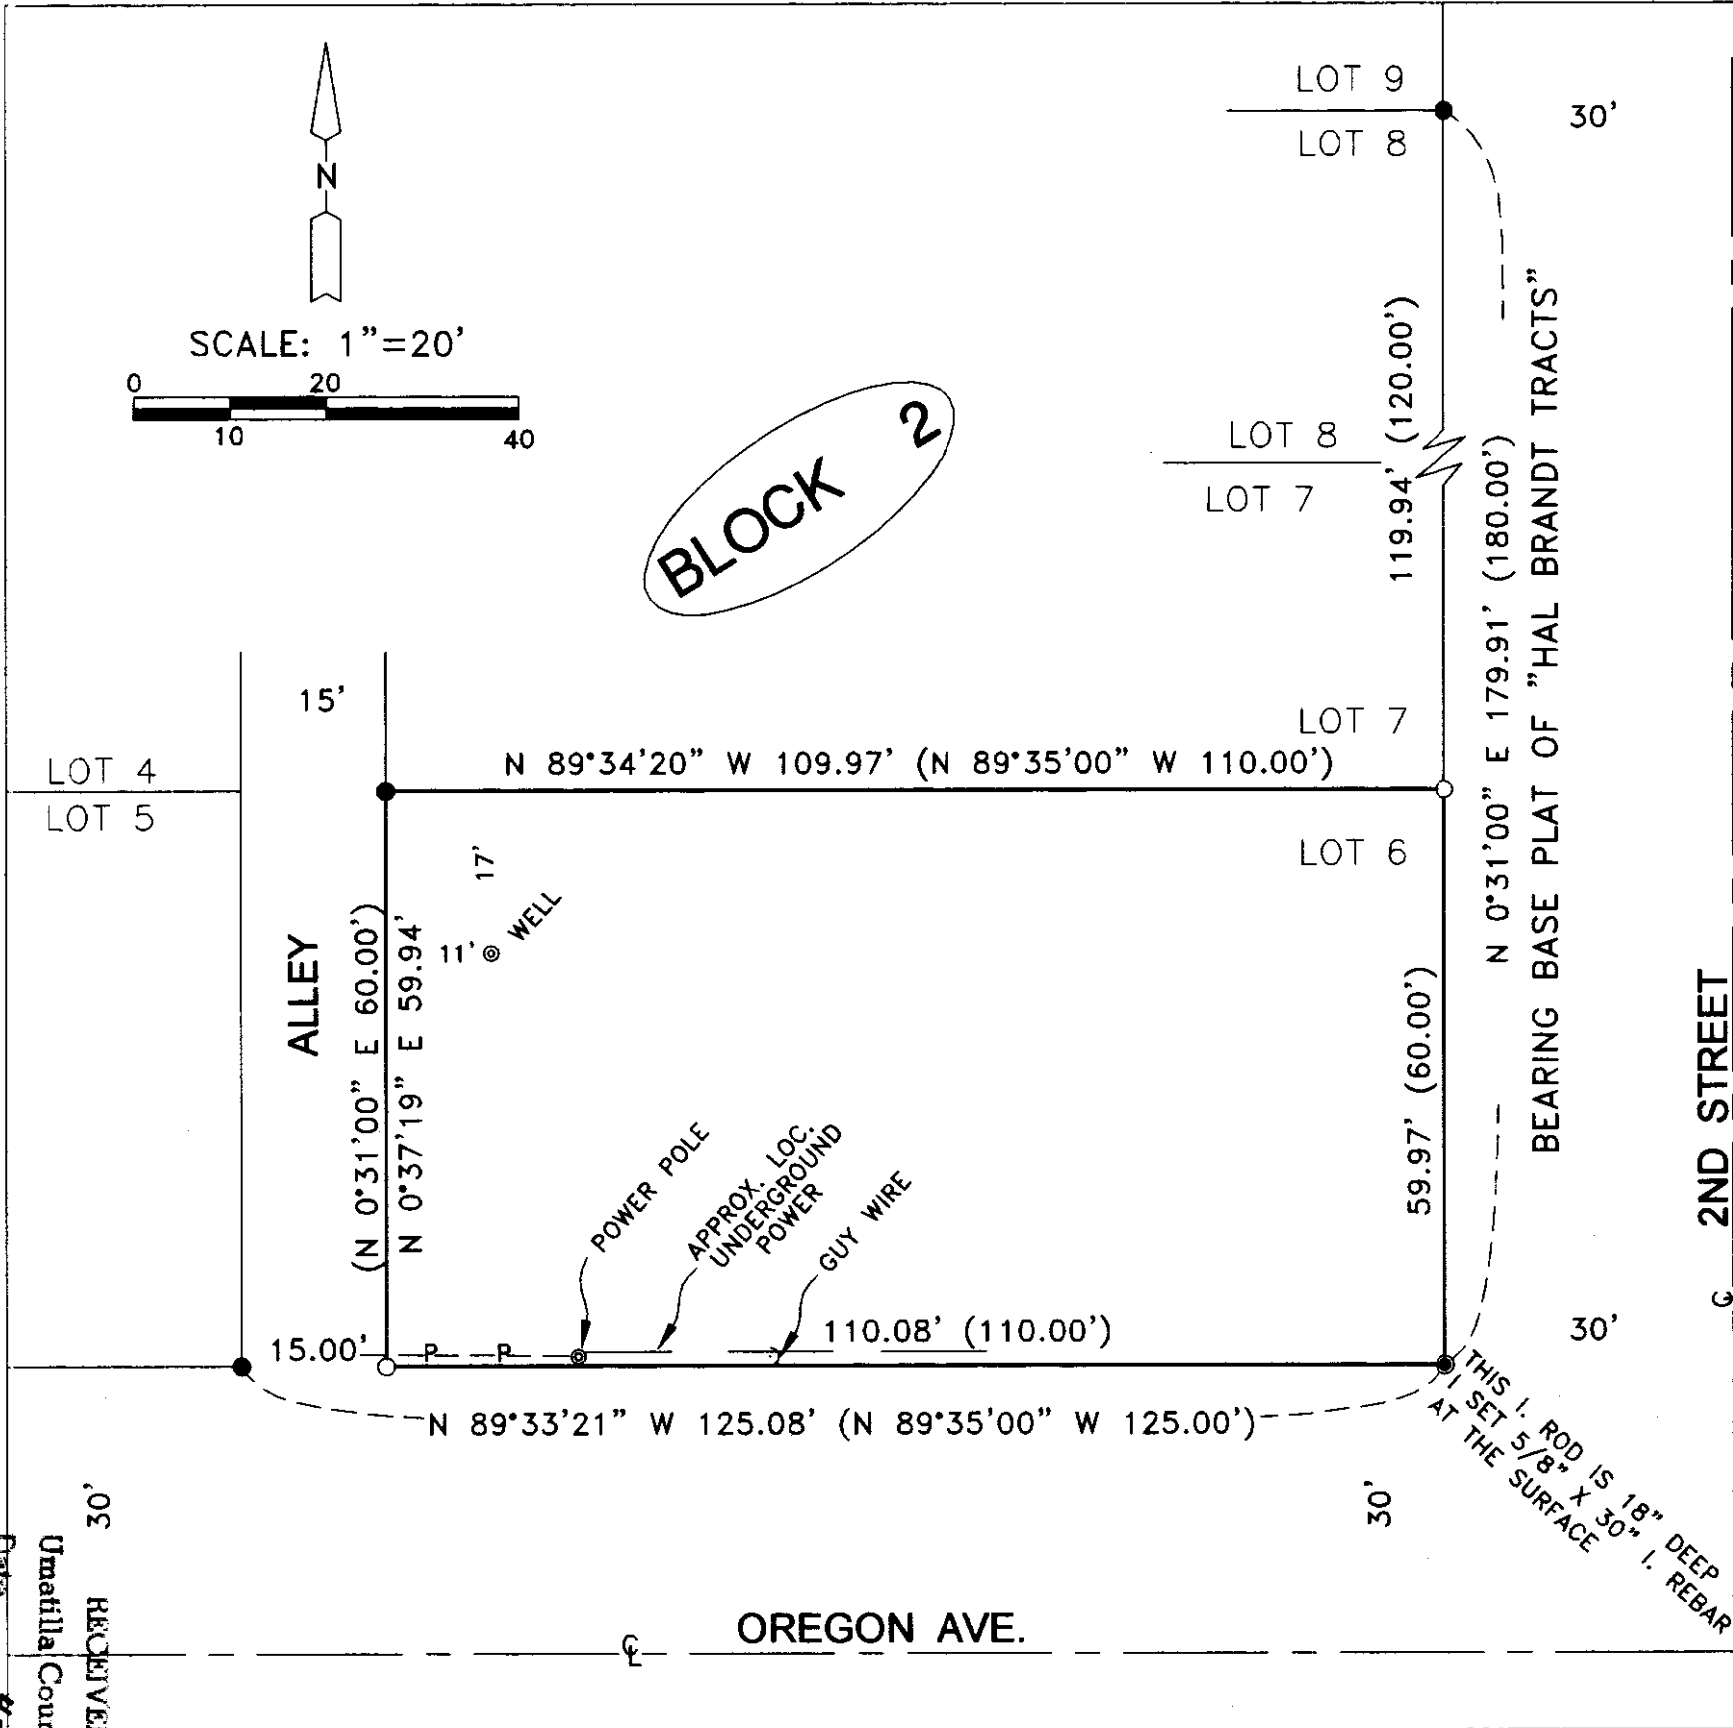 LOT 9
30'
LOT 8
N
SCALE: 1"=20'
0 20
10 40
BLOCK 2
LOT 8
LOT 7
119.94' (120.00')
N 0°31'00" E 179.91' (180.00')
BEARING BASE PLAT OF "HAL BRANDT TRACTS"
15'
LOT 7
N 89°34'20" W 109.97' (N 89°35'00" W 110.00')
LOT 4
LOT 5
LOT 6
17'
11'
WELL
ALLEY
(N 0°31'00" E 60.00')
N 0°37'19" E 59.94'
59.97' (60.00')
2ND STREET
POWER POLE
APPROX. LOC.
UNDERGROUND
POWER
GUY WIRE
110.08' (110.00')
30'
15.00'
P P
N 89°33'21" W 125.08' (N 89°35'00" W 125.00')
THIS I. ROD IS 18" DEEP
I SET 5/8" X 30" I. REBAR
AT THE SURFACE
30'
30'
OREGON AVE.
RECEIVE
Umatilla Coun